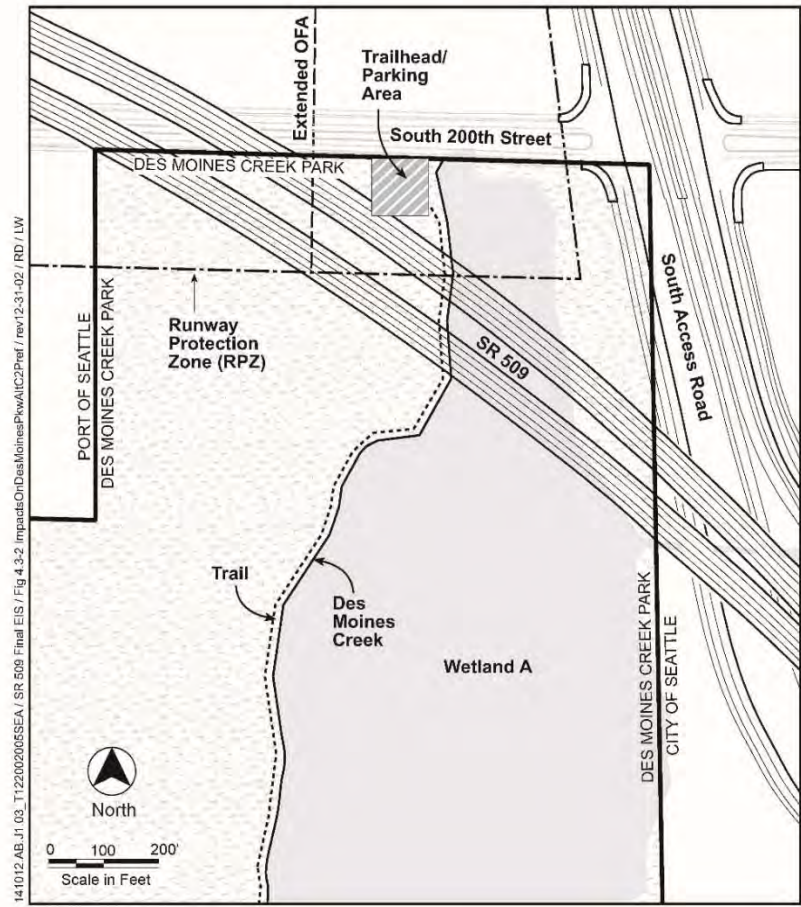 Extended OFA
Trailhead/
Parking
Area
South 200th Street
DES MOINES CREEK PARK
Runway
Protection
Zone (RPZ)
PORT OF SEATTLE
DES MOINES CREEK PARK
SR 509
South Access Road
Trail
Des
Moines
Creek
Wetland A
DES MOINES CREEK PARK
CITY OF SEATTLE
North
0 100 200'
Scale in Feet
141012.AB.J1 03_T122002005SEA / SR 509 Final EIS / Fig 4.3-2 ImpactsOnDesMoinesPkwAltC2Pref / rev12-31-02 / RD / LW